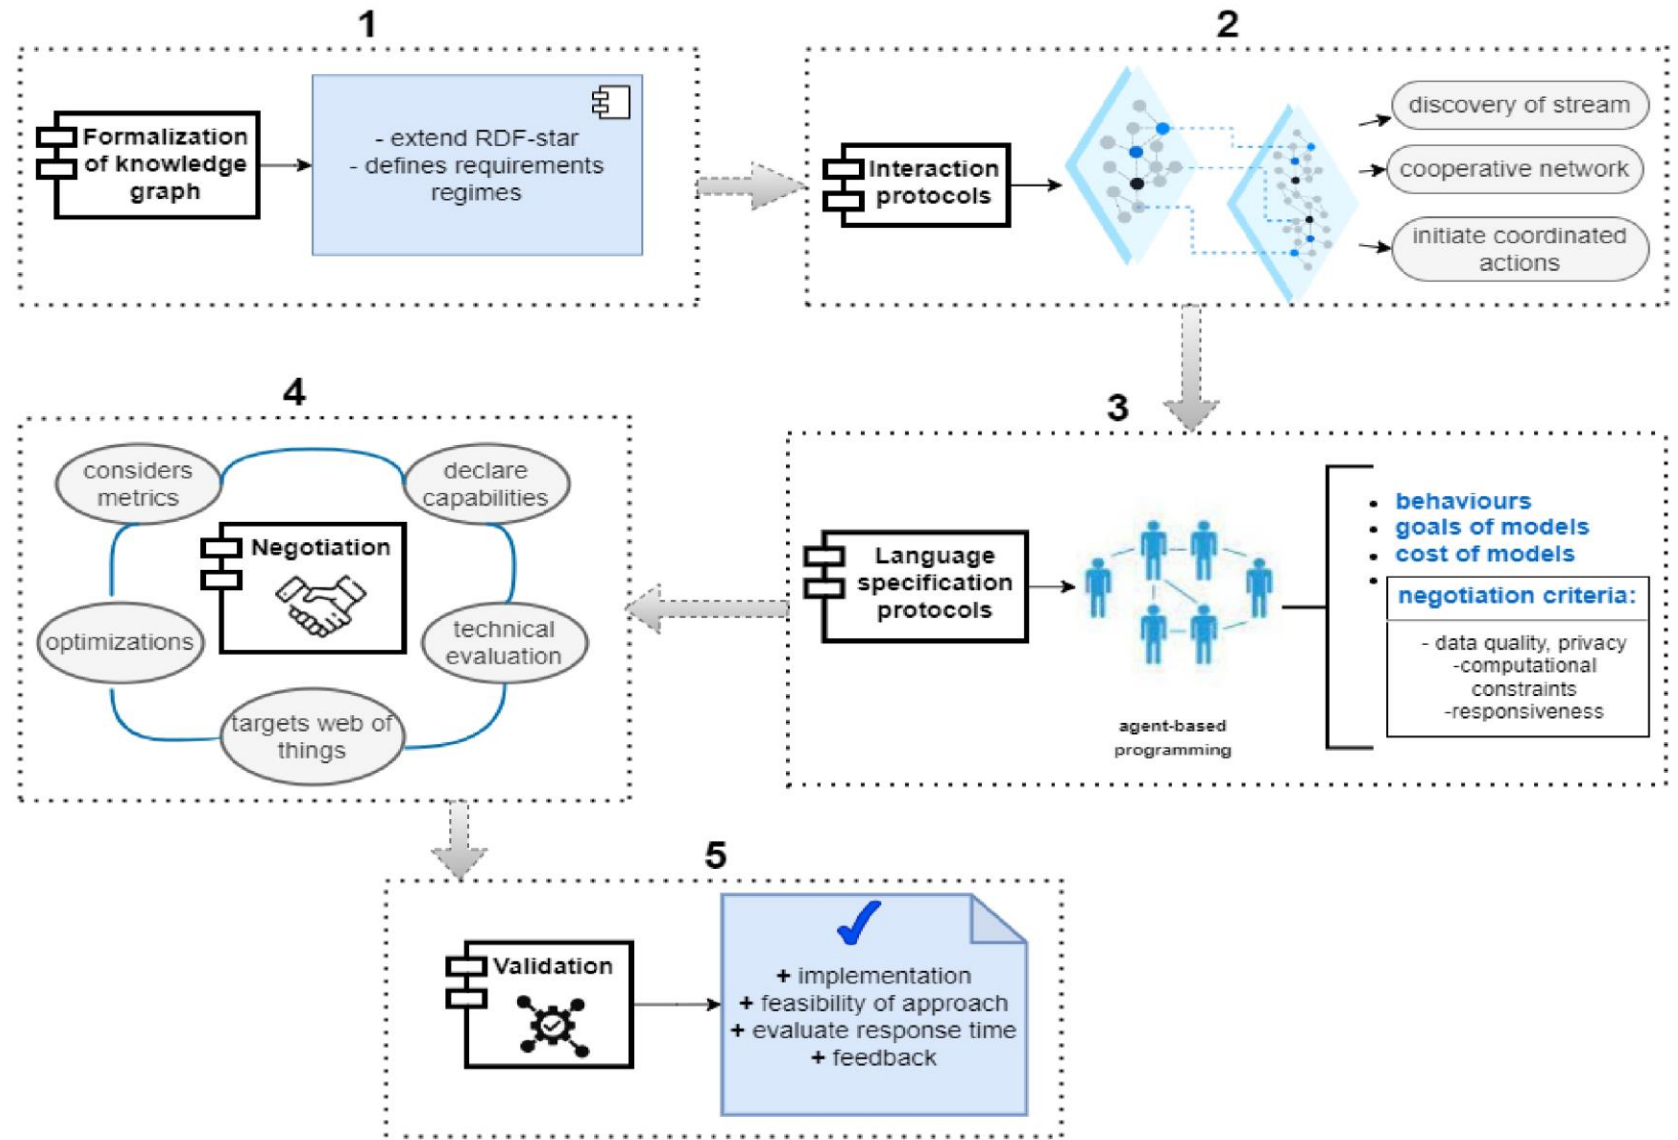 1
Formalization
of knowledge
graph
- extend RDF-star
- defines requirements
regimes
2
Interaction
protocols
discovery of stream
cooperative network
initiate coordinated
actions
3
Language
specification
protocols
agent-based
programming
• behaviours
• goals of models
• cost of models
•
negotiation criteria:
- data quality, privacy
-computational
constraints
-responsiveness
4
considers
metrics
declare
capabilities
Negotiation
optimizations
technical
evaluation
targets web of
things
5
Validation
+ implementation
+ feasibility of approach
+ evaluate response time
+ feedback